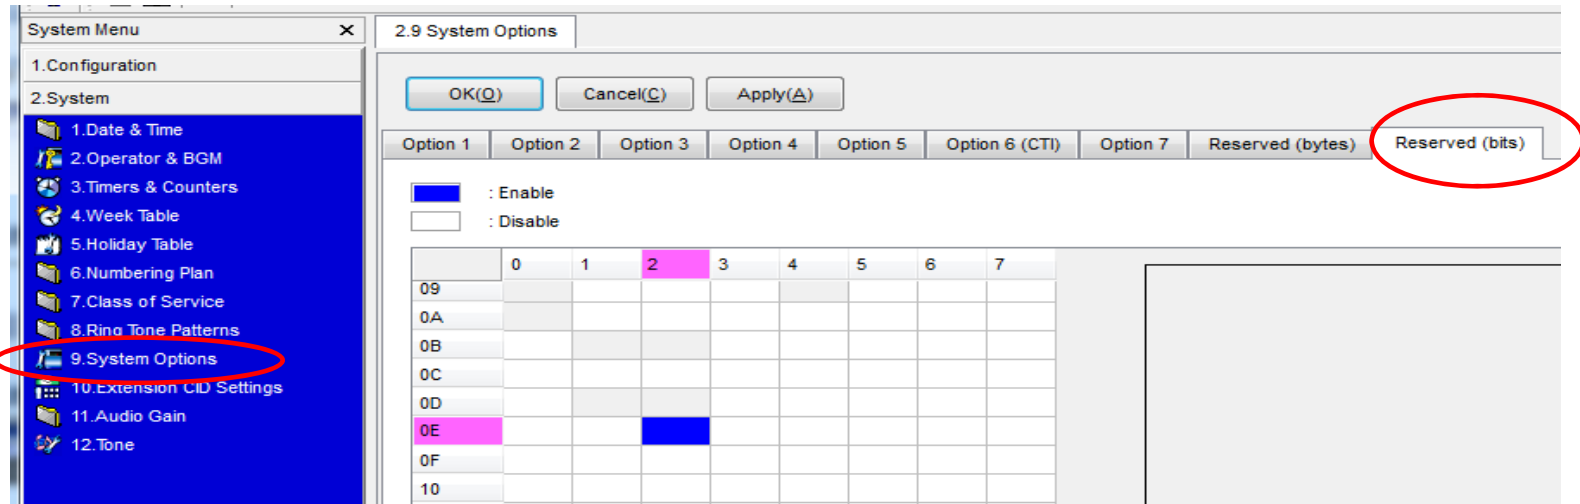 System Menu X
2.9 System Options
1.Configuration
2.System
1.Date & Time
2.Operator & BGM
3.Timers & Counters
4.Week Table
5.Holiday Table
6.Numbering Plan
7.Class of Service
8.Ring Tone Patterns
9.System Options
10.Extension CID Settings
11.Audio Gain
12.Tone
OK(O) Cancel(C) Apply(A)
Option 1 Option 2 Option 3 Option 4 Option 5 Option 6 (CTI) Option 7 Reserved (bytes) Reserved (bits)
: Enable
: Disable
0 1 2 3 4 5 6 7
09
0A
0B
0C
0D
0E
0F
10